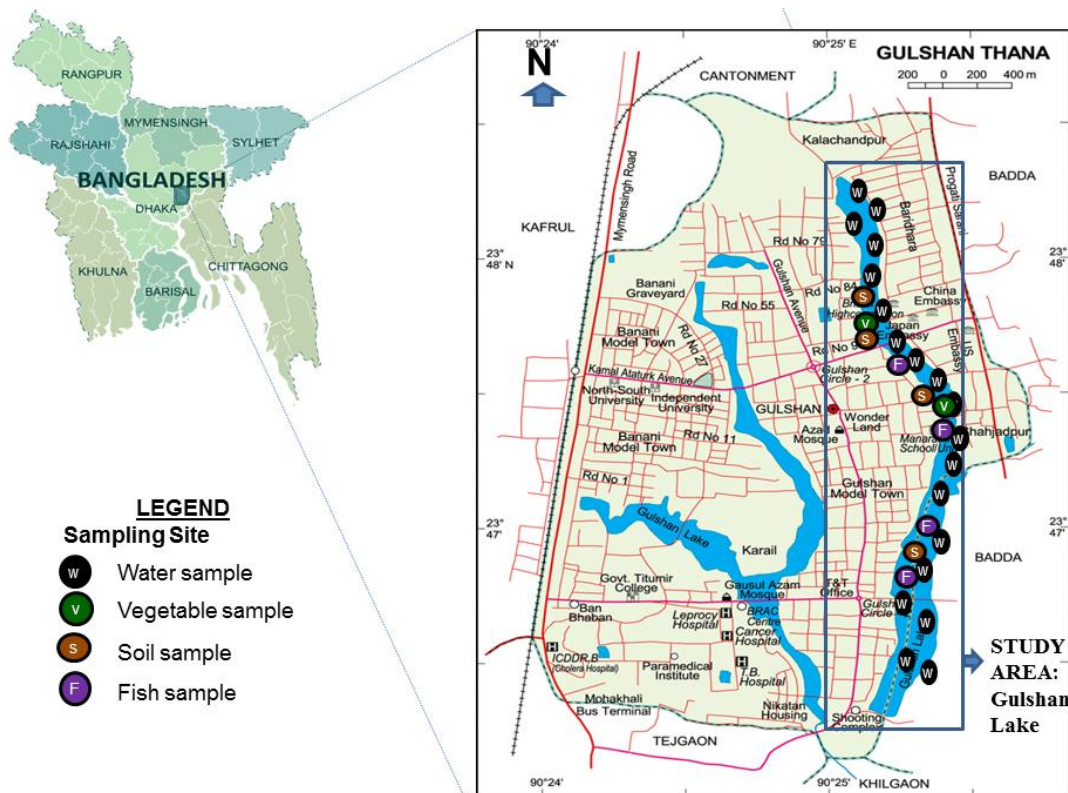 RANGPUR
MYMENSINGH
RAJSHAHI
SYLHET
BANGLADESH
DHAKA
KHULNA
CHITTAGONG
BARISAL
LEGEND
Sampling Site
W Water sample
V Vegetable sample
S Soil sample
F Fish sample
90°24'
90°25' E
GULSHAN THANA
200 0 200 400 m
N
CANTONMENT
Kalachandpur
BADDA
Progati Sarani
Baridhara
Mymensingh Road
KAFRUL
23°
48' N
23°
48'
Rd No 79
Gulshan Avenue
Rd No 84
China
Embassy
Banani
Graveyard
Rd No 55
Japan
US
Embassy
Banani
Model Town
Rd No 27
Rd No 9
Kamal Ataturk Avenue
Gulshan
Circle - 2
North-South
University
Independent
University
GULSHAN
Wonder
Land
Azad
Mosque
Banani
Model Town
Rd No 11
Rd No 1
Gulshan
Model Town
23°
47'
23°
47'
Gulshan Lake
Karail
BADDA
Govt. Titumir
College
Gausul Azam
Mosque
T&T
Office
Ban
Bhaban
Leprocy
Hospital
BRAC
Centre
Cancer
Hospital
Circle
ICDDR,B
(Cholera Hospital)
Paramedical
Institute
T.B.
Hospital
Mohakhali
Bus Terminal
Nikatan
Housing
Shooting
TEJGAON
KHILGAON
90°24'
90°25'
STUDY
AREA:
Gulshan
Lake
W
W
W
W
W
S
W
V
S
W
W
F
W
S
V
F
W
W
W
F
W
S
W
F
W
W
W
W